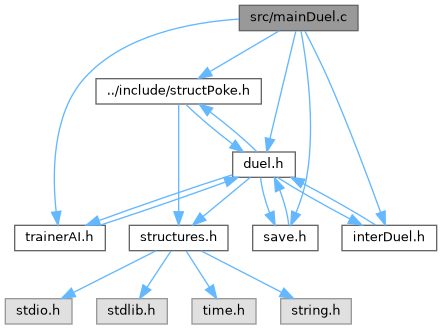 src/mainDuel.c
../include/structPoke.h
duel.h
trainerAI.h
structures.h
save.h
interDuel.h
stdio.h
stdlib.h
time.h
string.h